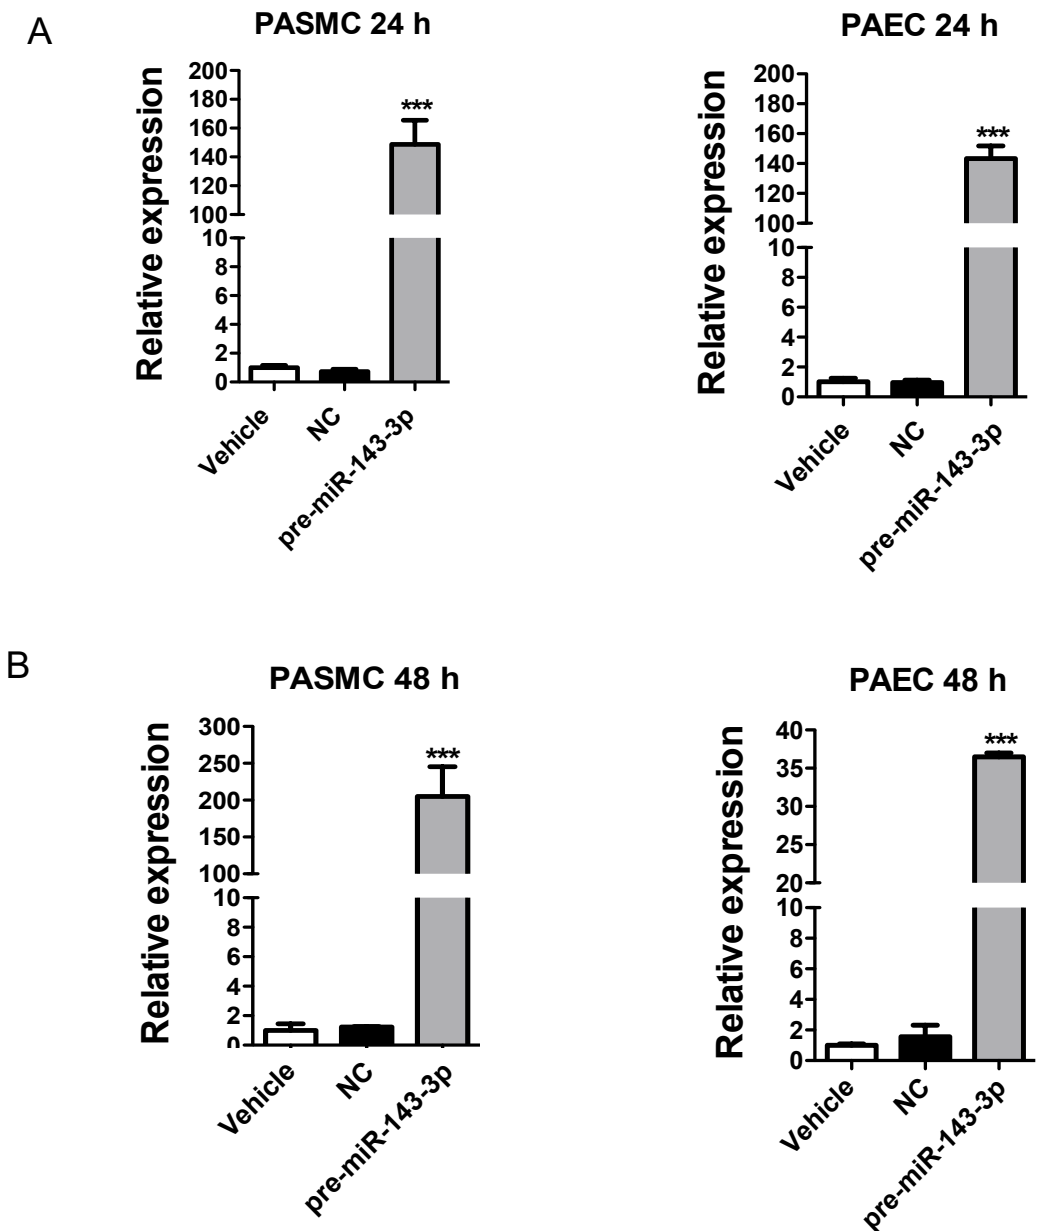 A
PASMC 24 h
Relative expression
200
180
160
140
120
100
10
8
6
4
2
0
***
Vehicle
NC
pre-miR-143-3p
PAEC 24 h
Relative expression
200
180
160
140
120
100
10
8
6
4
2
0
***
Vehicle
NC
pre-miR-143-3p
B
PASMC 48 h
Relative expression
300
250
200
150
100
10
8
6
4
2
0
***
Vehicle
NC
pre-miR-143-3p
PAEC 48 h
Relative expression
40
35
30
25
20
10
8
6
4
2
0
***
Vehicle
NC
pre-miR-143-3p